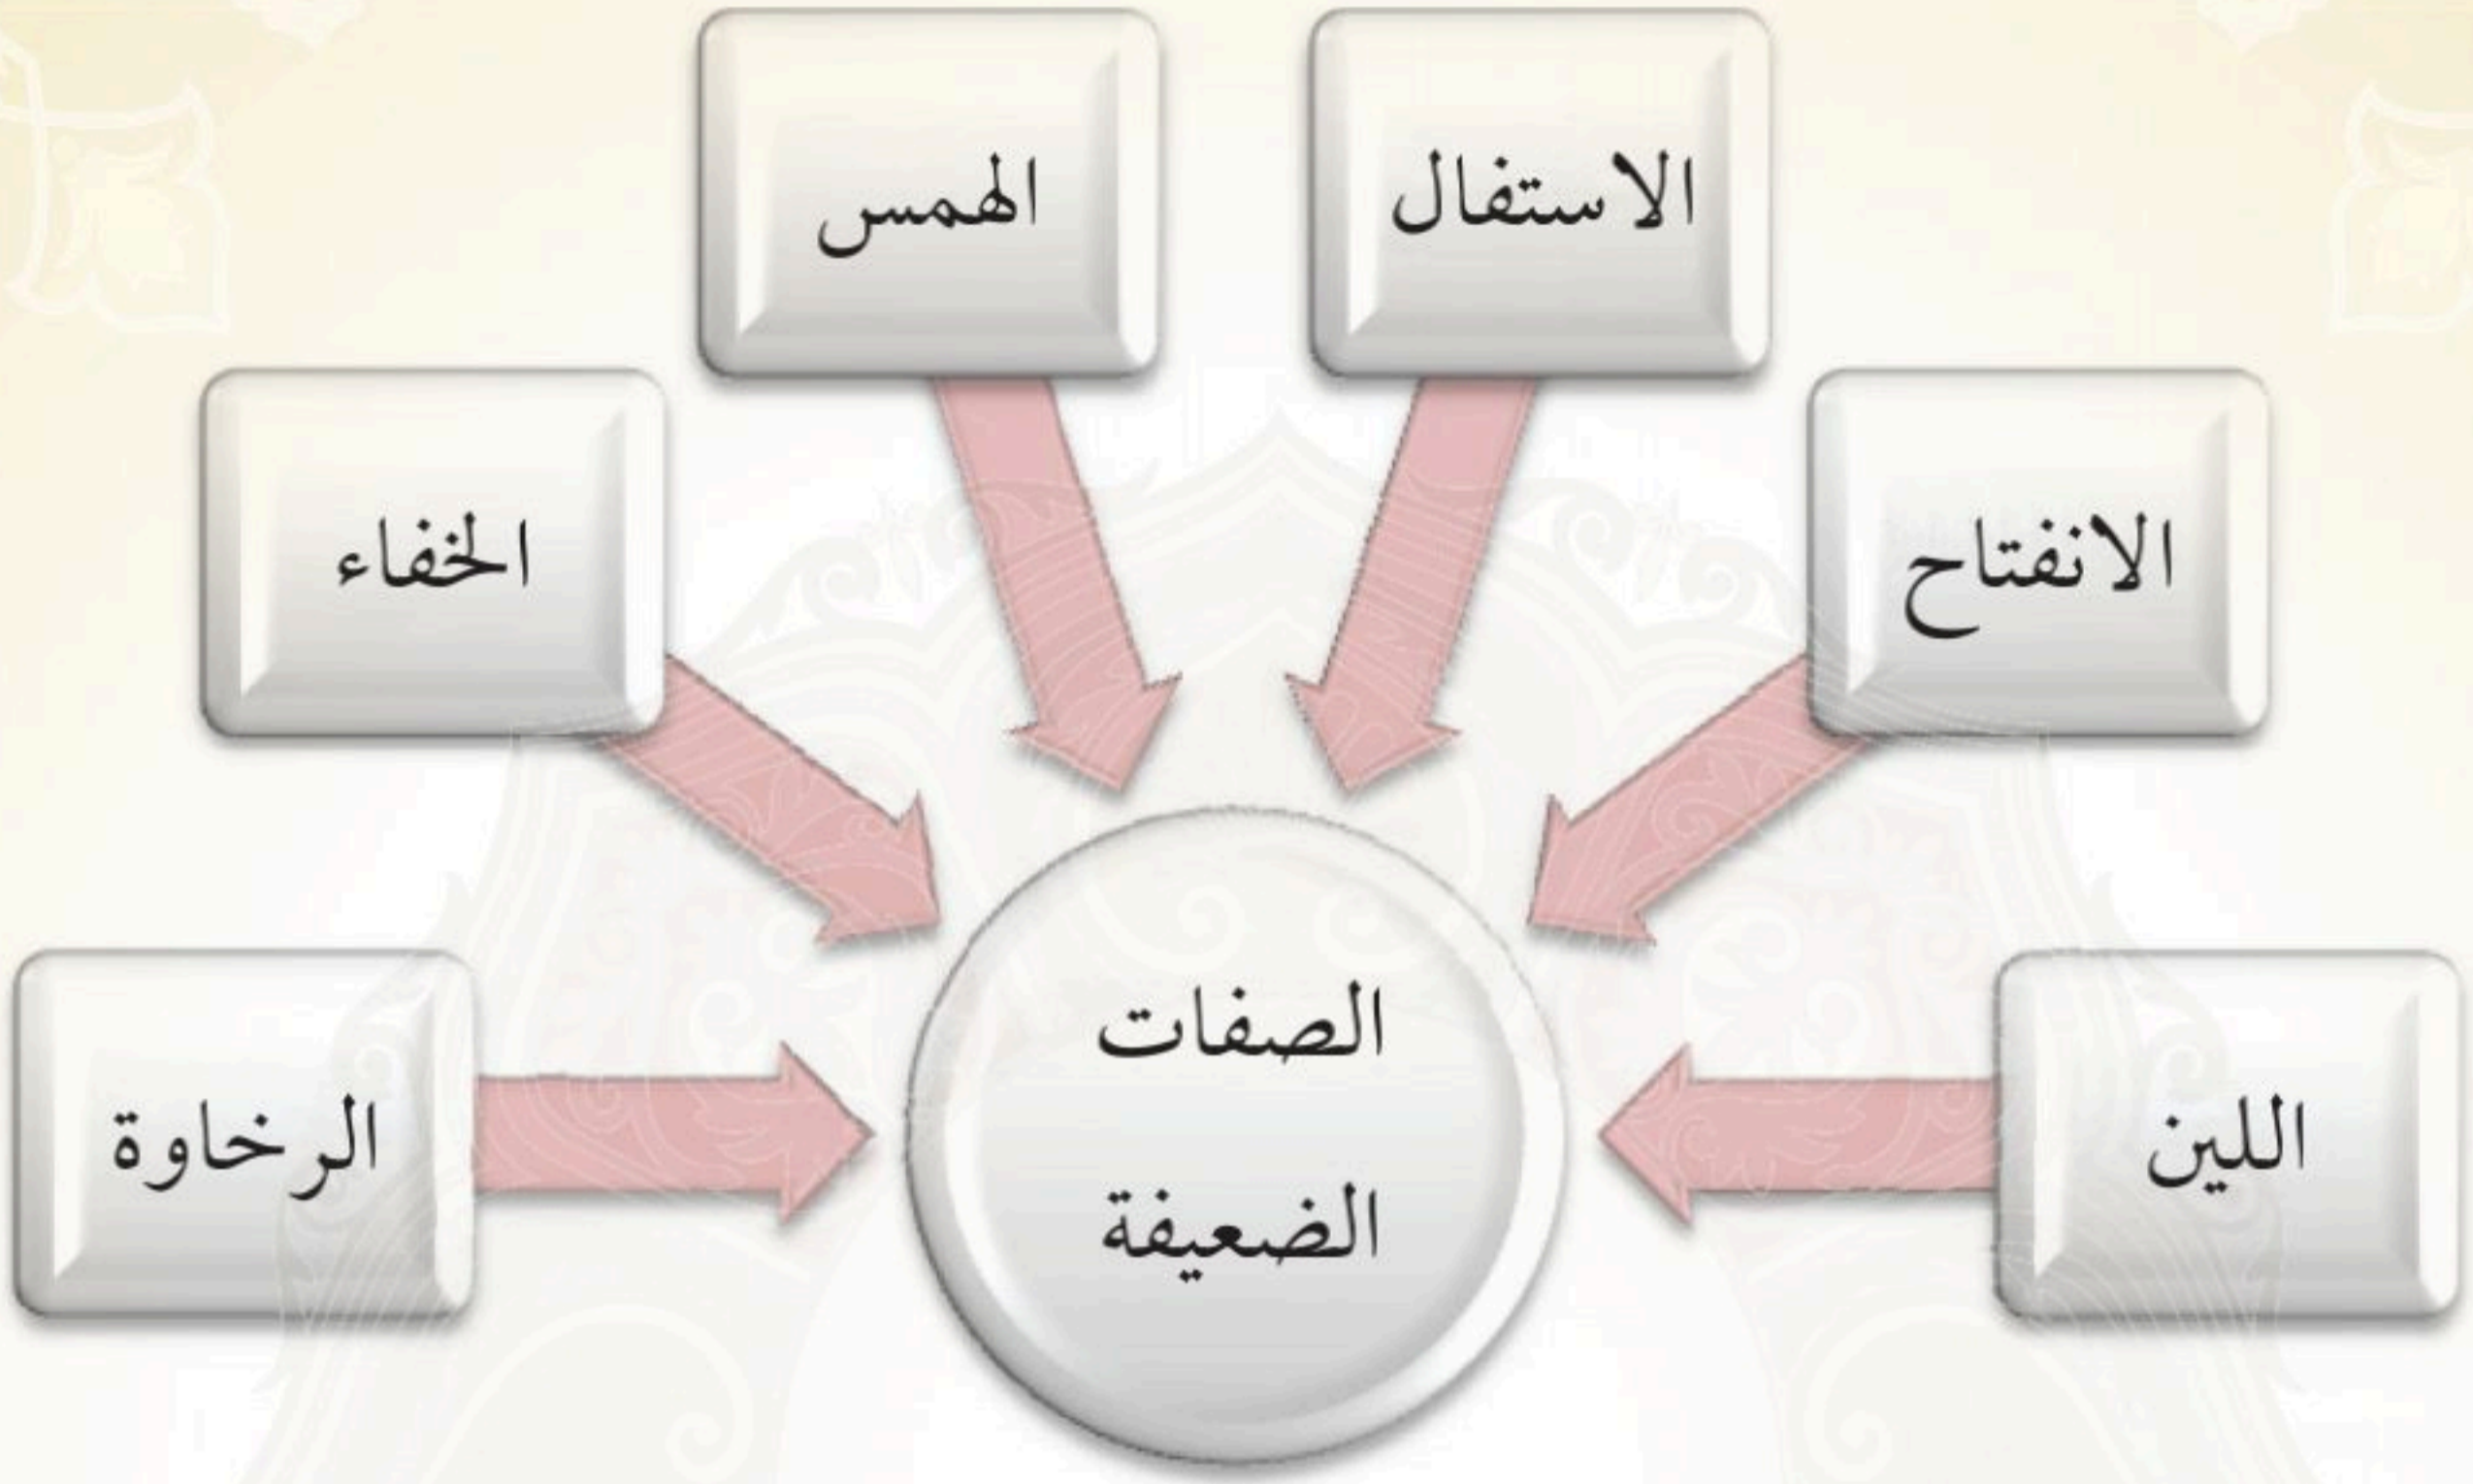 الاستفال
الهمس
الانفتاح
الخفاء
اللين
الرخاوة
الصفات
الضعيفة